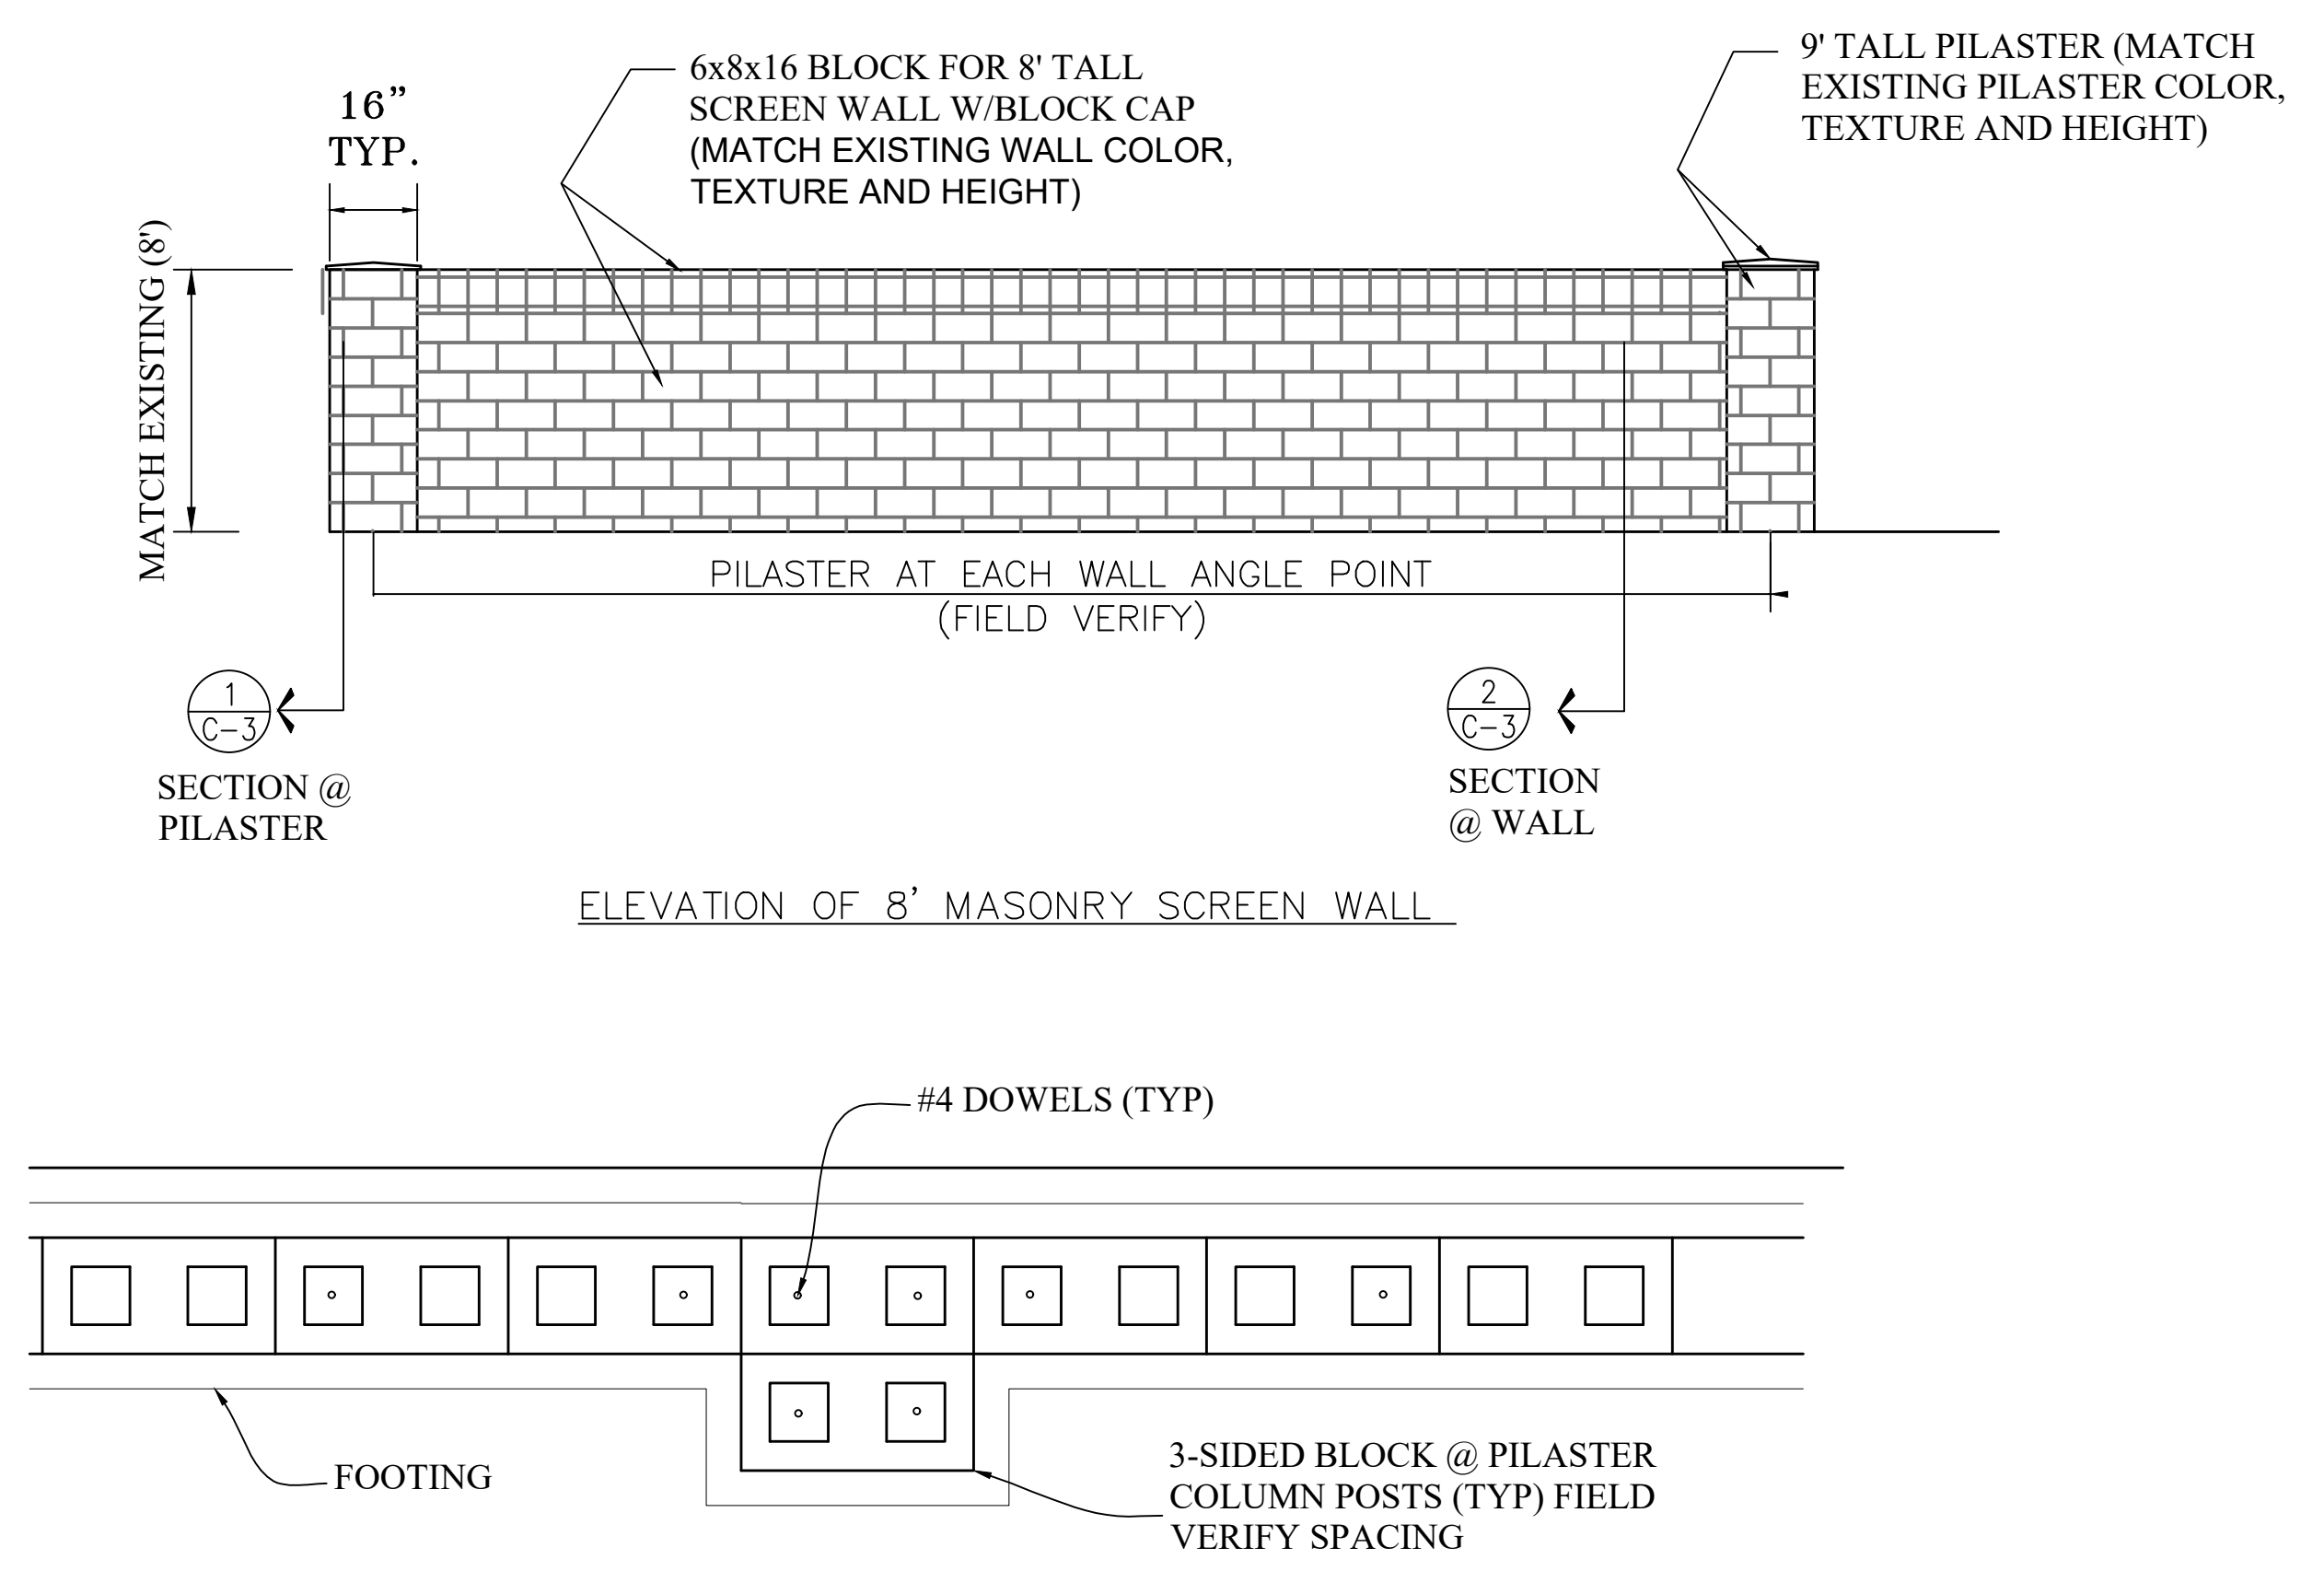 6x8x16 BLOCK FOR 8' TALL
SCREEN WALL W/BLOCK CAP
(MATCH EXISTING WALL COLOR,
TEXTURE AND HEIGHT)
9' TALL PILASTER (MATCH
EXISTING PILASTER COLOR,
TEXTURE AND HEIGHT)
16”
TYP.
MATCH EXISTING (8')
PILASTER AT EACH WALL ANGLE POINT
(FIELD VERIFY)
1
C-3
SECTION @
PILASTER
2
C-3
SECTION
@ WALL
ELEVATION OF 8’ MASONRY SCREEN WALL
#4 DOWELS (TYP)
FOOTING
3-SIDED BLOCK @ PILASTER
COLUMN POSTS (TYP) FIELD
VERIFY SPACING